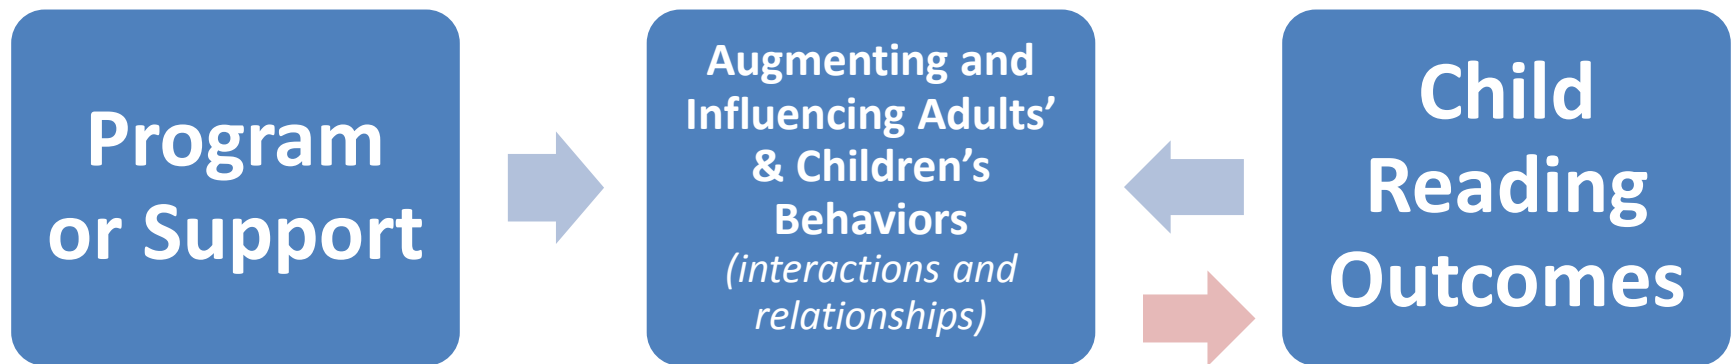 Program
or Support
Augmenting and
Influencing Adults’
& Children’s
Behaviors
(interactions and
relationships)
Child
Reading
Outcomes